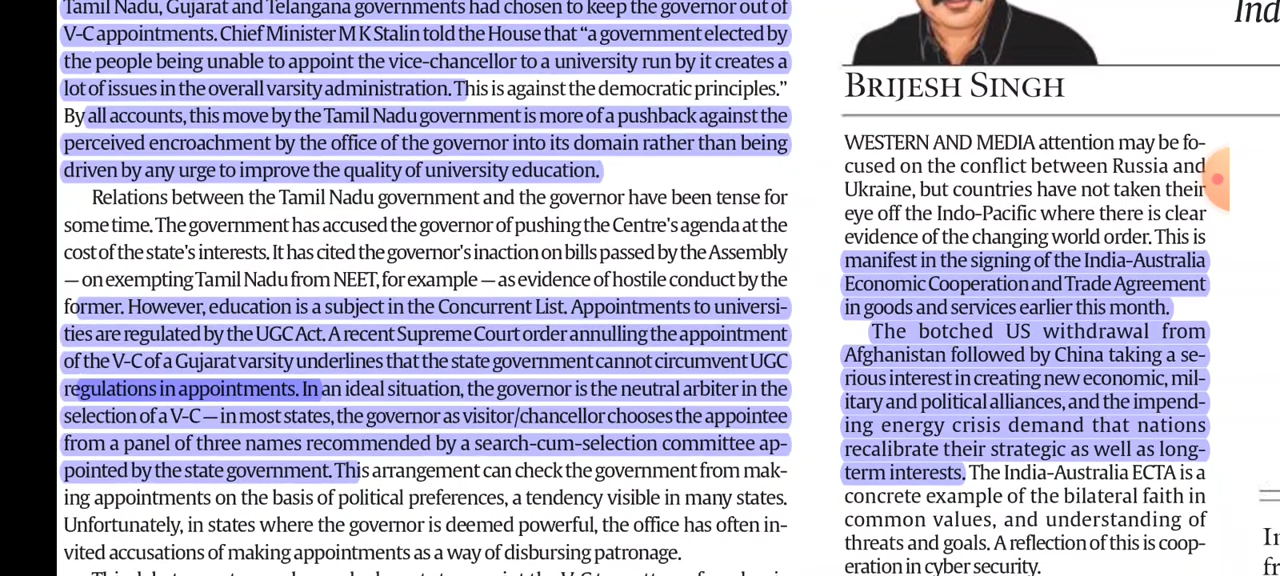 Tamil Nadu, Gujarat and Telangana governments had chosen to keep the governor out of
V-C appointments. Chief Minister M K Stalin told the House that “a government elected by
the people being unable to appoint the vice-chancellor to a university run by it creates a
lot of issues in the overall varsity administration. This is against the democratic principles.”
By all accounts, this move by the Tamil Nadu government is more of a pushback against the
perceived encroachment by the office of the governor into its domain rather than being
driven by any urge to improve the quality of university education.
Relations between the Tamil Nadu government and the governor have been tense for
some time. The government has accused the governor of pushing the Centre's agenda at the
cost of the state's interests. It has cited the governor's inaction on bills passed by the Assembly
— on exempting Tamil Nadu from NEET, for example — as evidence of hostile conduct by the
former. However, education is a subject in the Concurrent List. Appointments to universi-
ties are regulated by the UGC Act. A recent Supreme Court order annulling the appointment
of the V-C of a Gujarat varsity underlines that the state government cannot circumvent UGC
regulations in appointments. In an ideal situation, the governor is the neutral arbiter in the
selection of a V-C — in most states, the governor as visitor/chancellor chooses the appointee
from a panel of three names recommended by a search-cum-selection committee ap-
pointed by the state government. This arrangement can check the government from mak-
ing appointments on the basis of political preferences, a tendency visible in many states.
Unfortunately, in states where the governor is deemed powerful, the office has often in-
vited accusations of making appointments as a way of disbursing patronage.
BRIJESH SINGH
WESTERN AND MEDIA attention may be fo-
cused on the conflict between Russia and
Ukraine, but countries have not taken their
eye off the Indo-Pacific where there is clear
evidence of the changing world order. This is
manifest in the signing of the India-Australia
Economic Cooperation and Trade Agreement
in goods and services earlier this month.
The botched US withdrawal from
Afghanistan followed by China taking a se-
rious interest in creating new economic, mil-
itary and political alliances, and the impend-
ing energy crisis demand that nations
recalibrate their strategic as well as long-
term interests. The India-Australia ECTA is a
concrete example of the bilateral faith in
common values, and understanding of
threats and goals. A reflection of this is coop-
eration in cyber security.